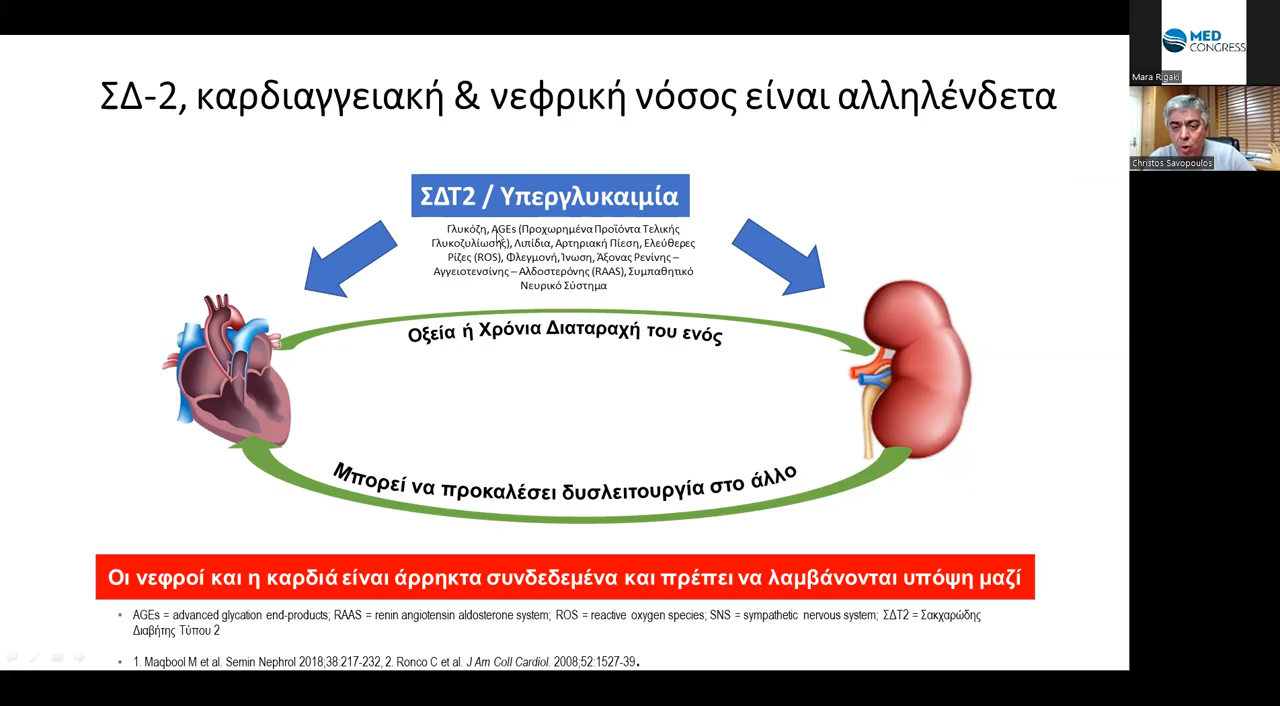 ΣΔ-2, καρδιαγγειακή & νεφρική νόσος είναι αλληλένδετα
MED
CONGRESS
Mara Rigaki
Christos Savopoulos
ΣΔΤ2 / Υπεργλυκαιμία
Γλυκόζη, AGEs (Προχωρημένα Προϊόντα Τελικής
Γλυκοζυλίωσης), Λιπίδια, Αρτηριακή Πίεση, Ελεύθερες
Ρίζες (ROS), Φλεγμονή, Ίνωση, Άξονας Ρενίνης –
Αγγειοτενσίνης – Αλδοστερόνης (RAAS), Συμπαθητικό
Νευρικό Σύστημα
Οξεία ή Χρόνια Διαταραχή του ενός
Μπορεί να προκαλέσει δυσλειτουργία στο άλλο
Οι νεφροί και η καρδιά είναι άρρηκτα συνδεδεμένα και πρέπει να λαμβάνονται υπόψη μαζί
• AGEs = advanced glycation end-products; RAAS = renin angiotensin aldosterone system; ROS = reactive oxygen species; SNS = sympathetic nervous system; ΣΔΤ2 = Σακχαρώδης
Διαβήτης Τύπου 2
• 1. Maqbool M et al. Semin Nephrol 2018;38:217-232, 2. Ronco C et al. J Am Coll Cardiol. 2008;52:1527-39.